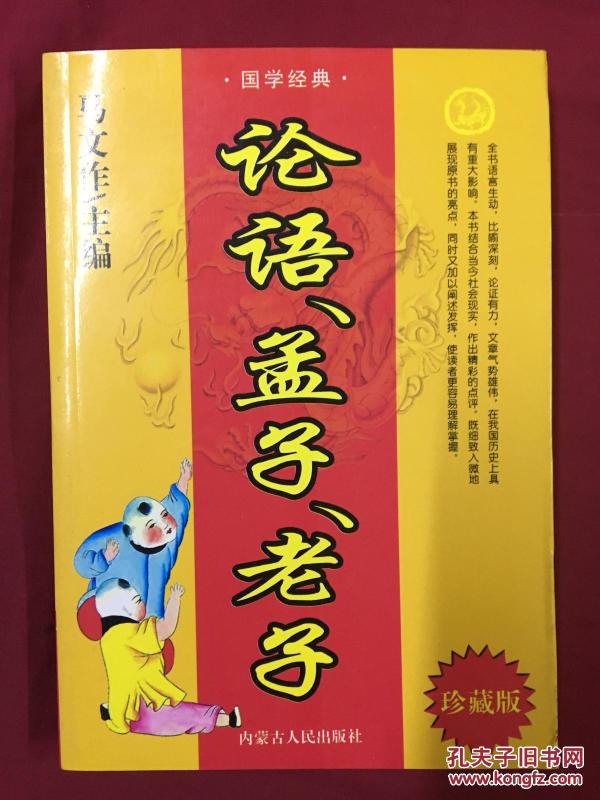 ·国学经典·
论语、孟子、老子
马文作/主编
全书语言生动，比喻深刻，论证有力，文章气势雄伟，在我国历史上具
有重大影响。本书结合当今社会现实，作出精彩的点评，既细致入微地
展现原书的亮点，同时又加以阐述发挥，使读者更容易理解掌握。
珍藏版
内蒙古人民出版社
孔夫子旧书网
www.kongfz.com